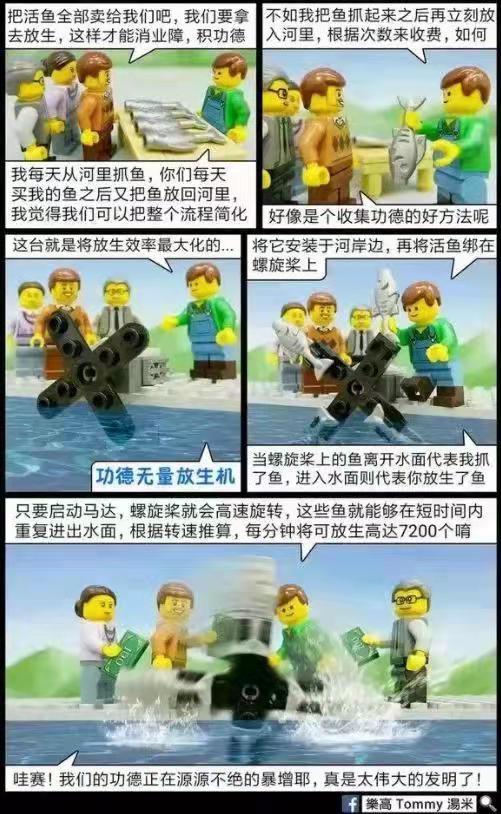 把活鱼全部卖给我们吧，我们要拿
去放生，这样才能消业障，积功德
我每天从河里抓鱼，你们每天
买我的鱼之后又把鱼放回河里，
我觉得我们可以把整个流程简化
不如我把鱼抓起来之后再立刻放
入河里，根据次数来收费，如何
好像是个收集功德的好方法呢
这台就是将放生效率最大化的...
功德无量放生机
将它安装于河岸边，再将活鱼绑在
螺旋桨上
当螺旋桨上的鱼离开水面代表我抓
了鱼，进入水面则代表你放生了鱼
只要启动马达，螺旋桨就会高速旋转，这些鱼就能够在短时间内
重复进出水面，根据转速推算，每分钟将可放生高达7200个唷
100
哇赛！我们的功德正在源源不绝的暴增耶，真是太伟大的发明了！
樂高 Tommy 湯米